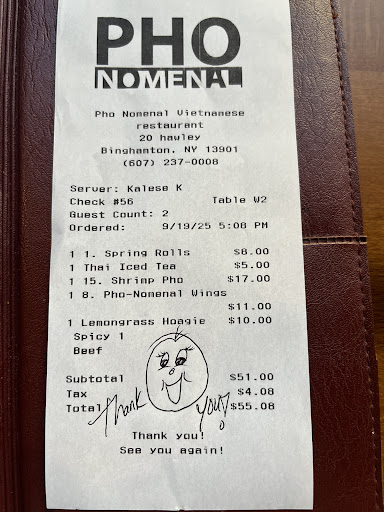 PHO
NOMENAL
Pho Nomenal Vietnamese
restaurant
20 hawley
Binghamton, NY 13901
(607) 237-0008
Server: Kalese K
Check #56 Table W2
Guest Count: 2
Ordered: 9/19/25 5:08 PM
1 1. Spring Rolls $8.00
1 Thai Iced Tea $5.00
1 15. Shrimp Pho $17.00
1 8. Pho-Nomenal Wings
$11.00
1 Lemongrass Hoagie $10.00
Spicy 1
Beef
Subtotal $51.00
Tax $4.08
Total $55.08
Thank you!
Thank you!
See you again!